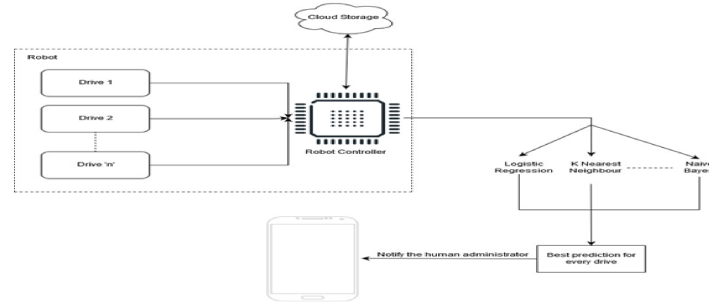 Cloud Storage
Robot
Drive 1
Drive 2
Drive 'n'
Robot Controller
Logistic
Regression
K Nearest
Neighbour
Naive
Bayes
Best prediction for
every drive
Notify the human administrator